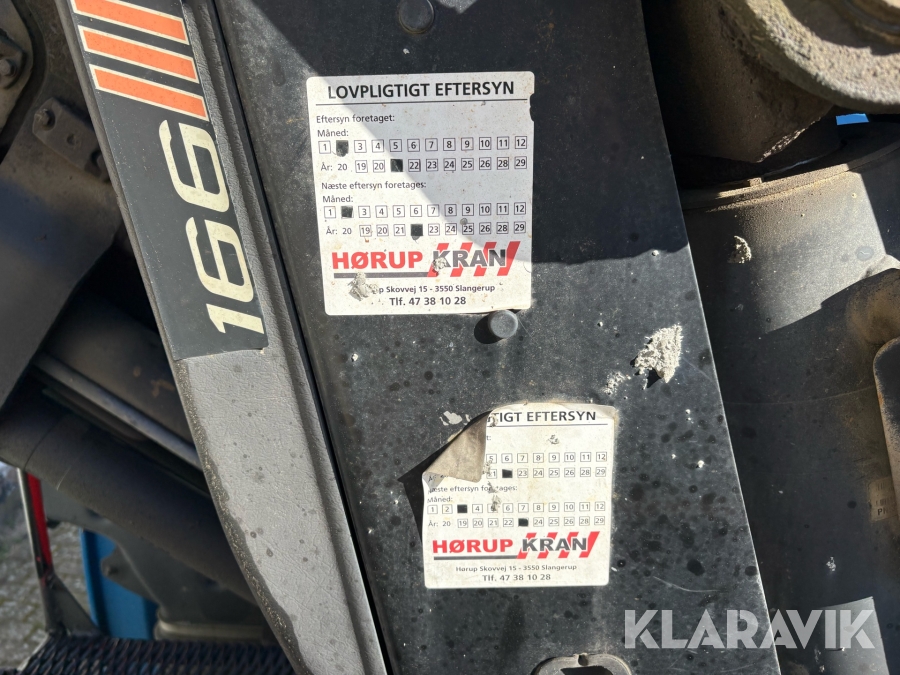 166
LOVPLIGTIGT EFTERSYN
Eftersyn foretaget:
Måned:
1 3 4 5 6 7 8 9 10 11 12
År: 20 19 20 22 23 24 25 26 28 29
Næste eftersyn foretages:
Måned:
1 3 4 5 6 7 8 9 10 11 12
År: 20 19 20 21 23 24 25 26 28 29
HØRUP KRAN
Skovvej 15 - 3550 Slangerup
Tlf. 47 38 10 28
EFTERSYN
5 6 7 8 9 10 11 12
23 24 25 26 28 29
Næste eftersyn foretages:
Måned:
1 2 4 5 6 7 8 9 10 11 12
År: 20 19 20 21 22 24 25 26 28 29
HØRUP KRAN
Hørup Skovvej 15 - 3550 Slangerup
Tlf. 47 38 10 28
KLARAVIK